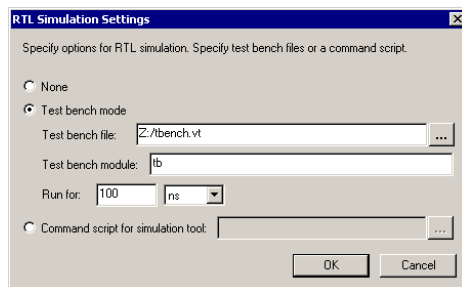 RTL Simulation Settings
Specify options for RTL simulation. Specify test bench files or a command script.
None
Test bench mode
Test bench file: Z:/tbench.vt ...
Test bench module: tb
Run for: 100 ns
Command script for simulation tool: ...
OK Cancel